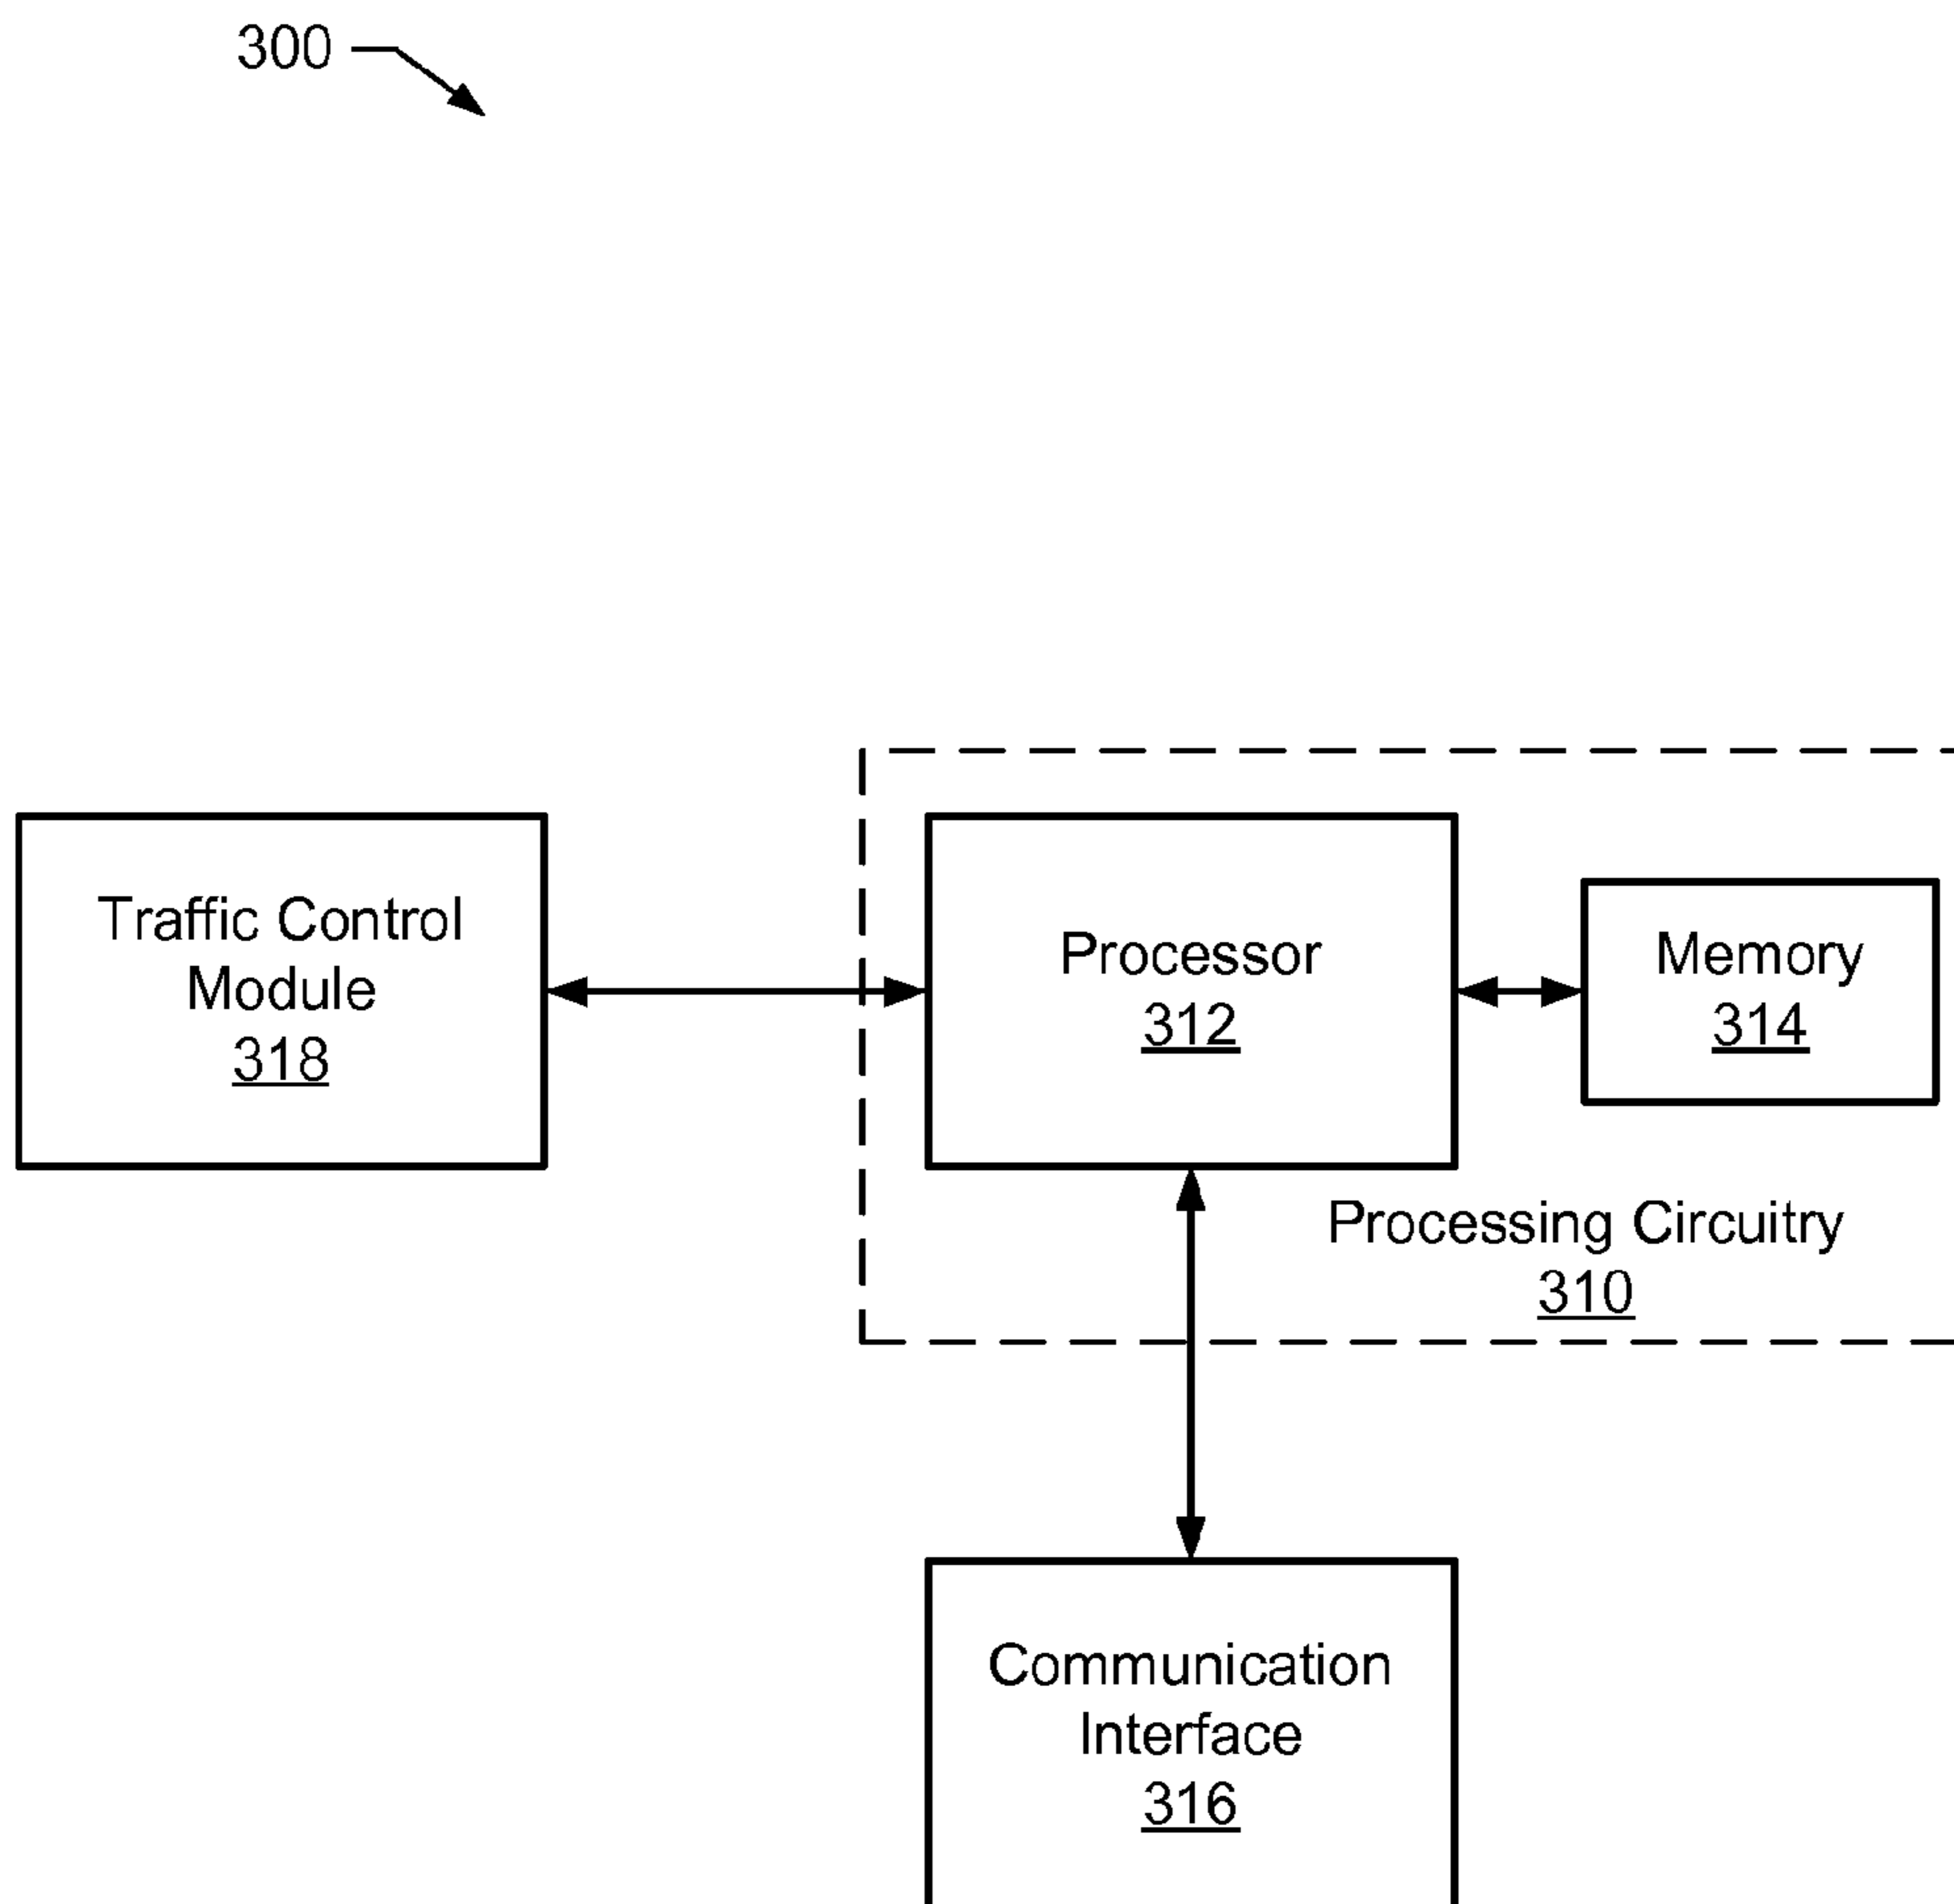 300
Traffic Control
Module
318
Processor
312
Memory
314
Processing Circuitry
310
Communication
Interface
316